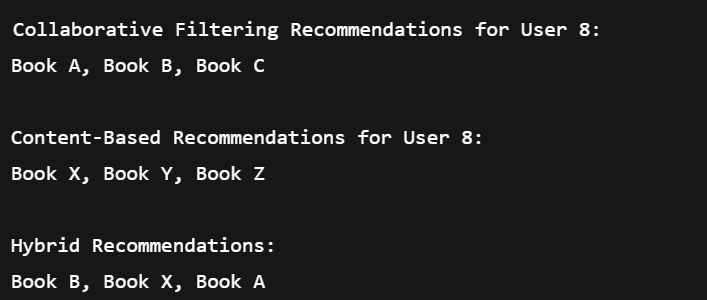 Collaborative Filtering Recommendations for User 8:
Book A, Book B, Book C
Content-Based Recommendations for User 8:
Book X, Book Y, Book Z
Hybrid Recommendations:
Book B, Book X, Book A